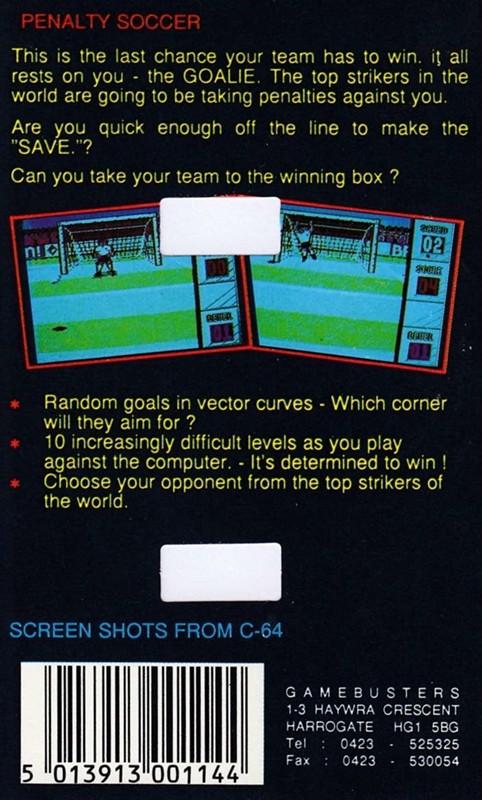 PENALTY SOCCER
This is the last chance your team has to win. it all
rests on you - the GOALIE. The top strikers in the
world are going to be taking penalties against you.
Are you quick enough off the line to make the
"SAVE."?
Can you take your team to the winning box ?
02
04
01
01
* Random goals in vector curves - Which corner
will they aim for ?
* 10 increasingly difficult levels as you play
against the computer. - It's determined to win !
* Choose your opponent from the top strikers of
the world.
SCREEN SHOTS FROM C-64
5 013913 001144
GAMEBUSTERS
1-3 HAYWRA CRESCENT
HARROGATE HG1 5BG
Tel : 0423 - 525325
Fax : 0423 - 530054